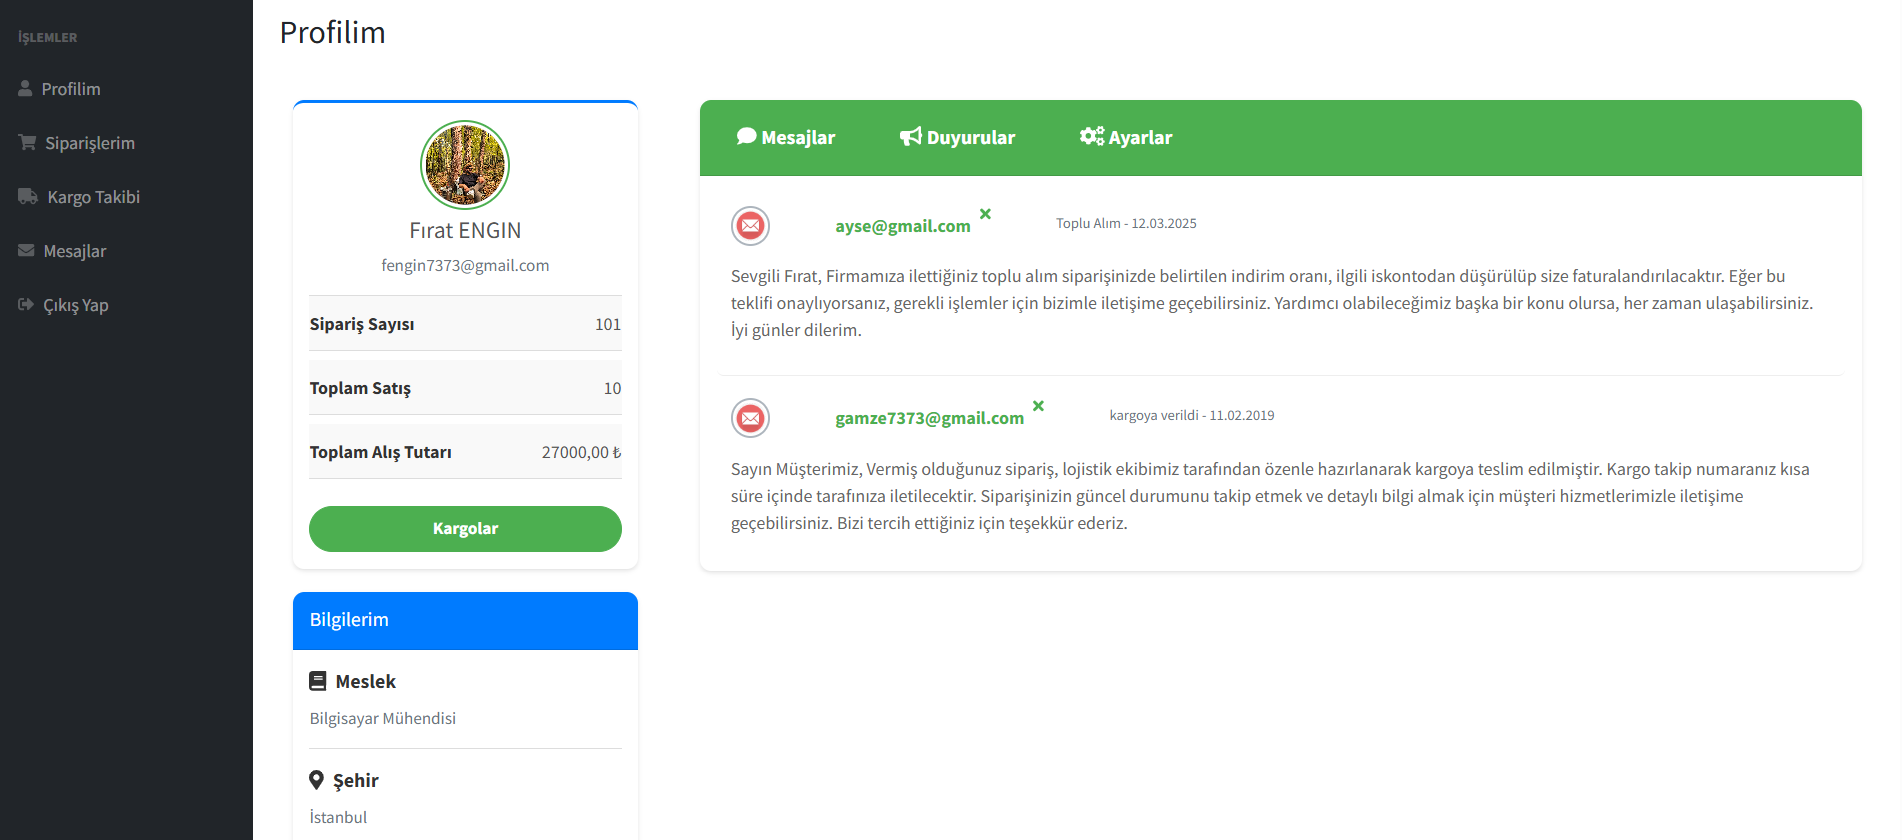 İŞLEMLER
Profilim
Siparişlerim
Kargo Takibi
Mesajlar
Çıkış Yap
Profilim
Fırat ENGIN
fengin7373@gmail.com
Sipariş Sayısı 101
Toplam Satış 10
Toplam Alış Tutarı 27000,00 ₺
Kargolar
Bilgilerim
Meslek
Bilgisayar Mühendisi
Şehir
İstanbul
Mesajlar Duyurular Ayarlar
ayse@gmail.com Toplu Alım - 12.03.2025
Sevgili Fırat, Firmamıza ilettiğiniz toplu alım siparişinizde belirtilen indirim oranı, ilgili iskontodan düşürülüp size faturalandırılacaktır. Eğer bu
teklifi onaylıyorsanız, gerekli işlemler için bizimle iletişime geçebilirsiniz. Yardımcı olabileceğimiz başka bir konu olursa, her zaman ulaşabilirsiniz.
İyi günler dilerim.
gamze7373@gmail.com kargoya verildi - 11.02.2019
Sayın Müşterimiz, Vermiş olduğunuz sipariş, lojistik ekibimiz tarafından özenle hazırlanarak kargoya teslim edilmiştir. Kargo takip numaranız kısa
süre içinde tarafınıza iletilecektir. Siparişinizin güncel durumunu takip etmek ve detaylı bilgi almak için müşteri hizmetlerimizle iletişime
geçebilirsiniz. Bizi tercih ettiğiniz için teşekkür ederiz.